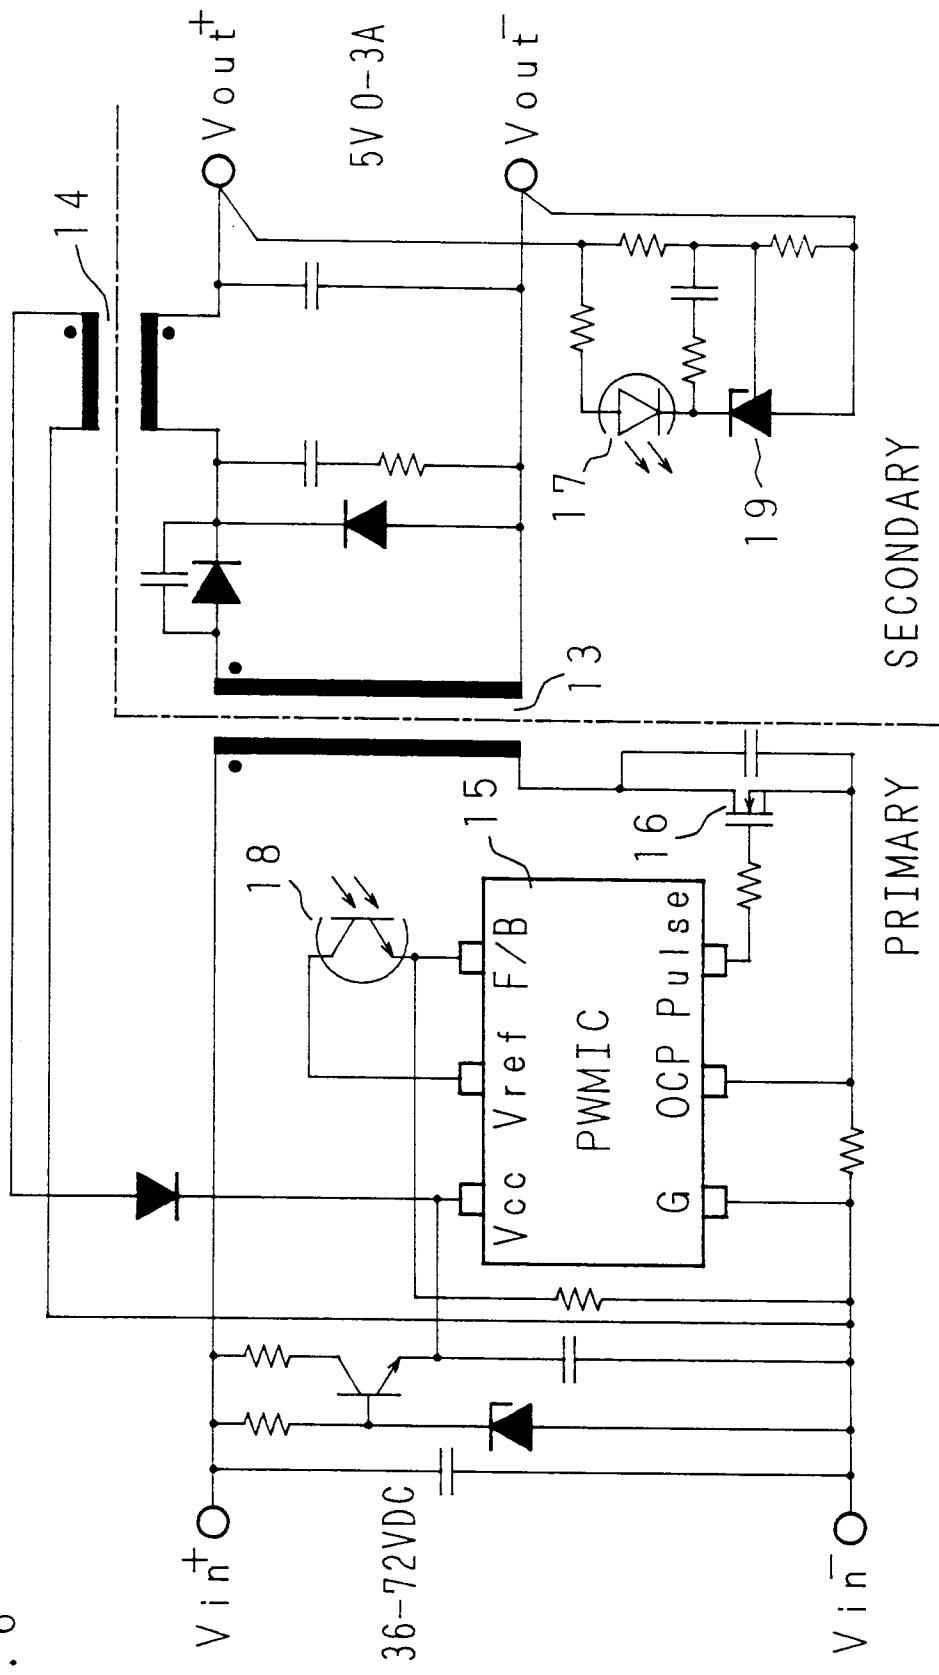 14
Vout+
5V 0-3A
Vout-
17
19
SECONDARY
13
PRIMARY
18
15
16
Vcc Vref F/B
PWMIC
G OCP Pulse
Vin+
36-72VDC
Vin-